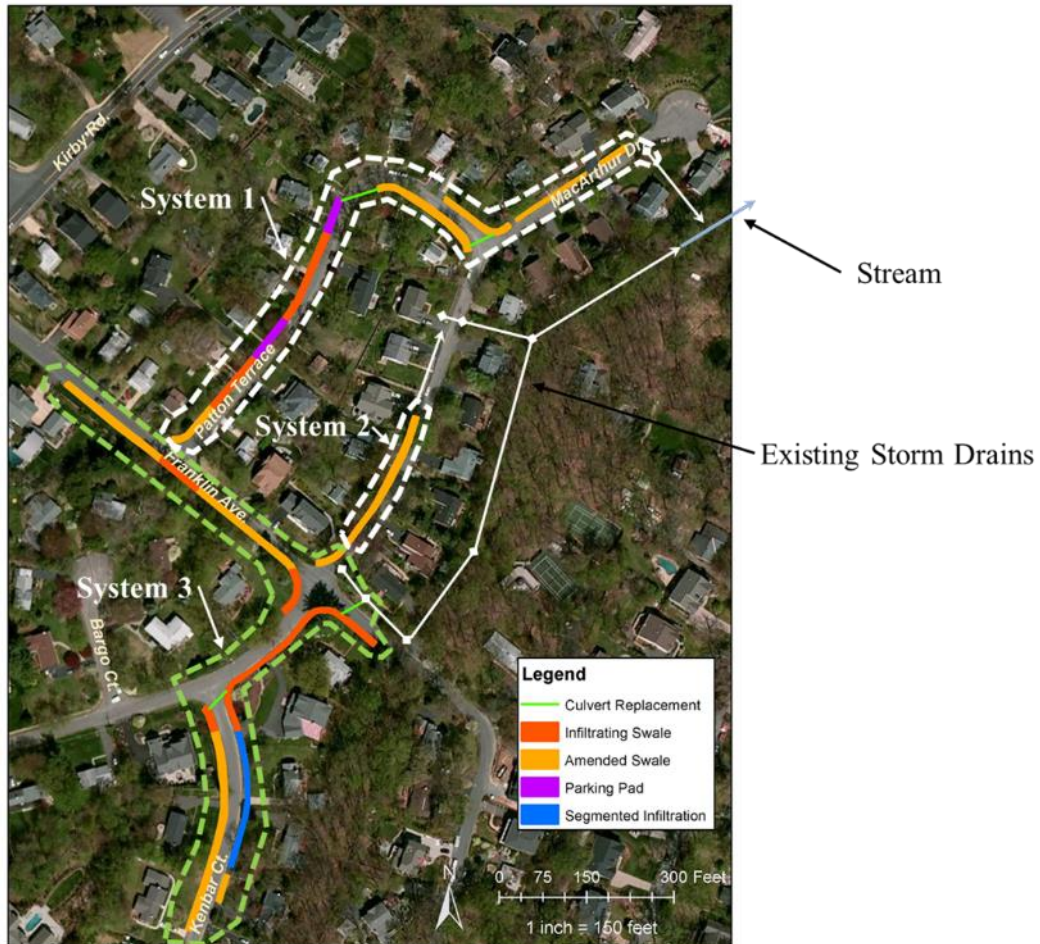 Kirby Rd.
System 1
MacArthur Dr.
Stream
Patton Terrace
System 2
Existing Storm Drains
Franklin Ave.
System 3
Bargo Ct.
Kenbar Ct.
Legend
Culvert Replacement
Infiltrating Swale
Amended Swale
Parking Pad
Segmented Infiltration
N
0 75 150 300 Feet
1 inch = 150 feet